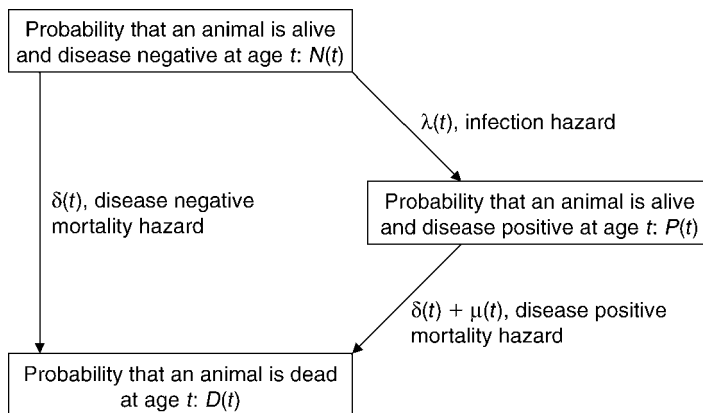 Probability that an animal is alive
and disease negative at age t: N(t)
λ(t), infection hazard
δ(t), disease negative
mortality hazard
Probability that an animal is alive
and disease positive at age t: P(t)
δ(t) + μ(t), disease positive
mortality hazard
Probability that an animal is dead
at age t: D(t)